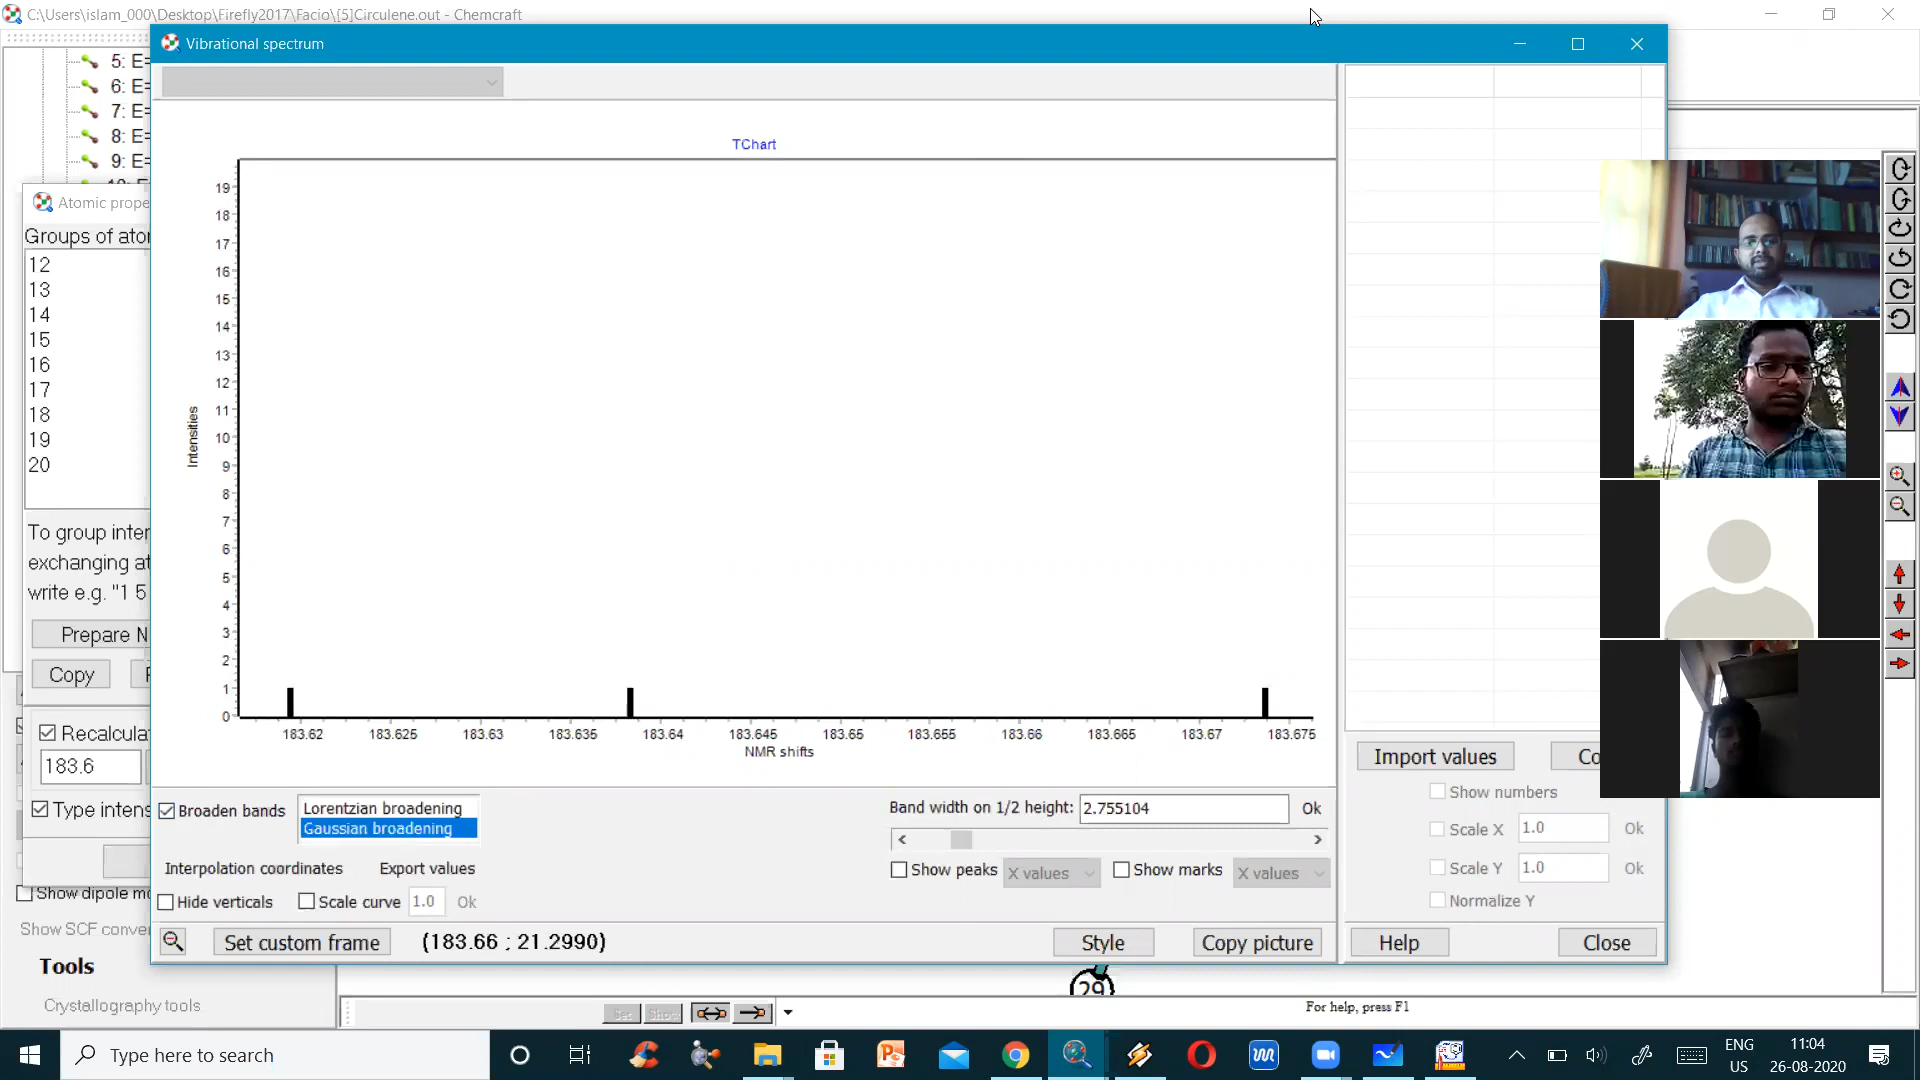 C:\Users\islam_000\Desktop\Firefly2017\Facio\[5]Circulene.out - Chemcraft
Vibrational spectrum
5: E=
6: E=
7: E=
8: E=
9: E=
Atomic prope
Groups of ator
12
13
14
15
16
17
18
19
20
To group inter
exchanging at
write e.g. "1 5
Prepare N
Copy
Recalcula
183.6
Type intens
Show dipole mo
Show SCF conver
Tools
Crystallography tools
TChart
19
18
17
16
15
14
13
12
11
10
9
8
7
6
5
4
3
2
1
0
Intensities
183.62 183.625 183.63 183.635 183.64 183.645 183.65 183.655 183.66 183.665 183.67 183.675
NMR shifts
Broaden bands
Lorentzian broadening
Gaussian broadening
Band width on 1/2 height: 2.755104 Ok
Interpolation coordinates Export values
Show peaks X values Show marks X values
Hide verticals Scale curve 1.0 Ok
Set custom frame (183.66 ; 21.2990) Style Copy picture
Import values Co
Show numbers
Scale X 1.0 Ok
Scale Y 1.0 Ok
Normalize Y
Help Close
29
Set Show
For help, press F1
Type here to search
ENG
US
11:04
26-08-2020